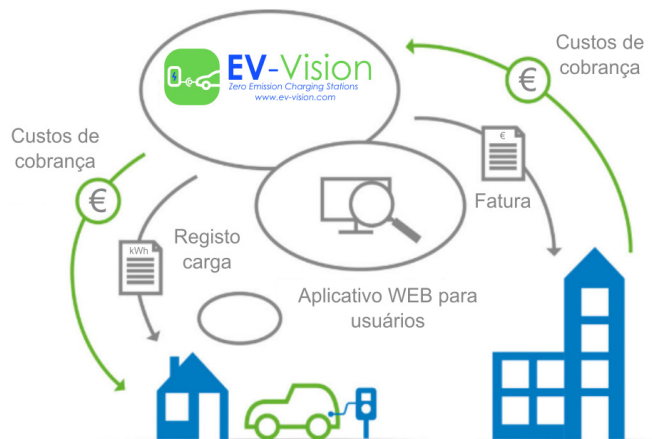 EV-Vision
Zero Emission Charging Stations
www.ev-vision.com
Custos de
cobrança
€
€
Fatura
Custos de
cobrança
€
kWh
Registo
carga
Aplicativo WEB para
usuários